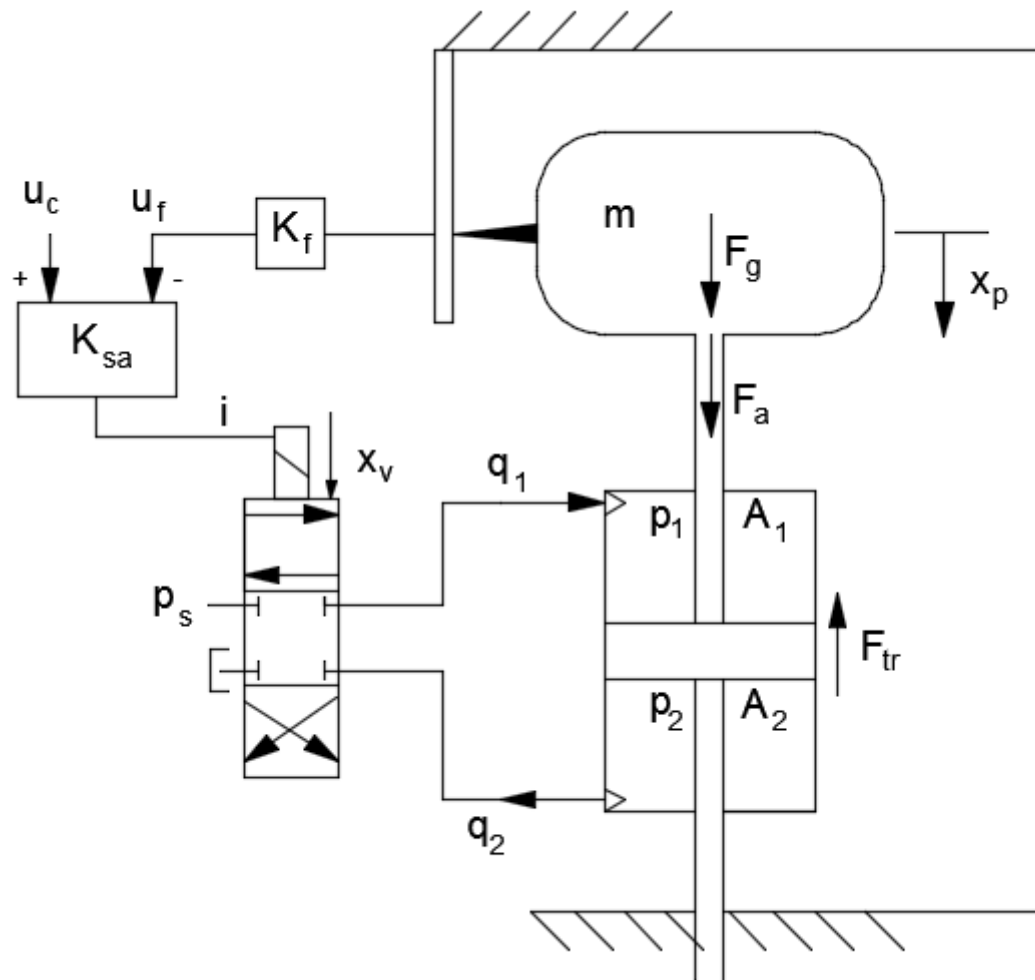 m
F_g
x_p
u_c
u_f
K_f
+
-
K_sa
F_a
i
x_v
q_1
p_1
A_1
p_s
F_tr
p_2
A_2
q_2